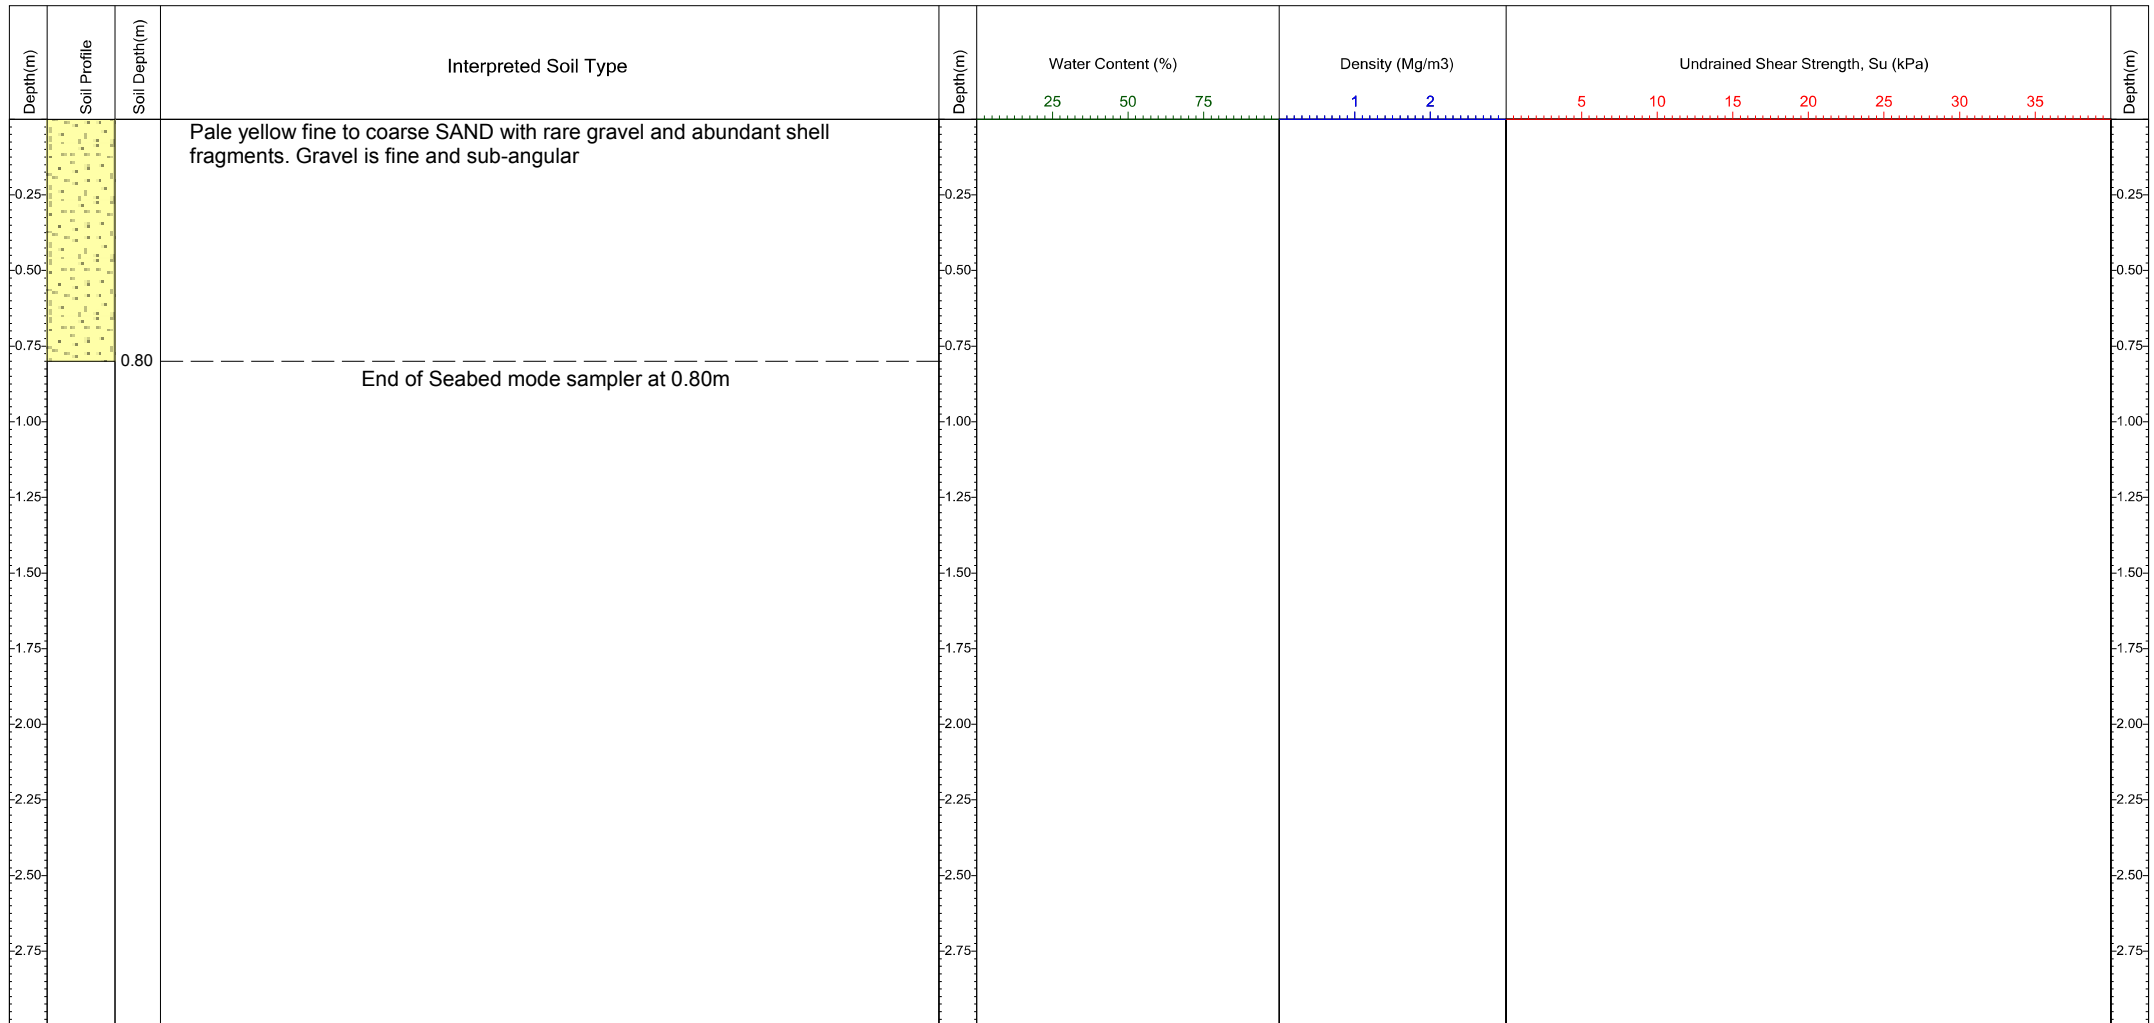 Depth(m)
Soil Profile
Soil Depth(m)
Interpreted Soil Type
Depth(m)
Water Content (%)
Density (Mg/m3)
Undrained Shear Strength, Su (kPa)
Depth(m)
25 50 75
1 2
5 10 15 20 25 30 35
Pale yellow fine to coarse SAND with rare gravel and abundant shell
fragments. Gravel is fine and sub-angular
0.25 0.25 0.25
0.50 0.50 0.50
0.75 0.75 0.75
0.80
End of Seabed mode sampler at 0.80m
1.00 1.00 1.00
1.25 1.25 1.25
1.50 1.50 1.50
1.75 1.75 1.75
2.00 2.00 2.00
2.25 2.25 2.25
2.50 2.50 2.50
2.75 2.75 2.75